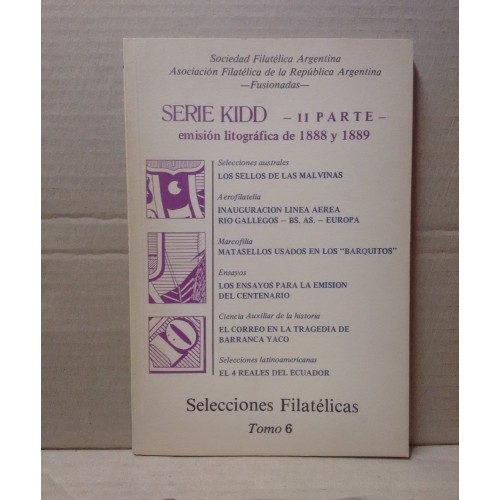 Sociedad Filatélica Argentina
Asociación Filatélica de la República Argentina
—Fusionadas—
SERIE KIDD – II PARTE –
emisión litográfica de 1888 y 1889
Selecciones australes
LOS SELLOS DE LAS MALVINAS
Aerofilatelia
INAUGURACION LINEA AEREA
RIO GALLEGOS – BS. AS. – EUROPA
Marcofilia
MATASELLOS USADOS EN LOS "BARQUITOS"
Ensayos
LOS ENSAYOS PARA LA EMISION
DEL CENTENARIO
Ciencia Auxiliar de la historia
EL CORREO EN LA TRAGEDIA DE
BARRANCA YACO
Selecciones latinoamericanas
EL 4 REALES DEL ECUADOR
10
Selecciones Filatélicas
Tomo 6